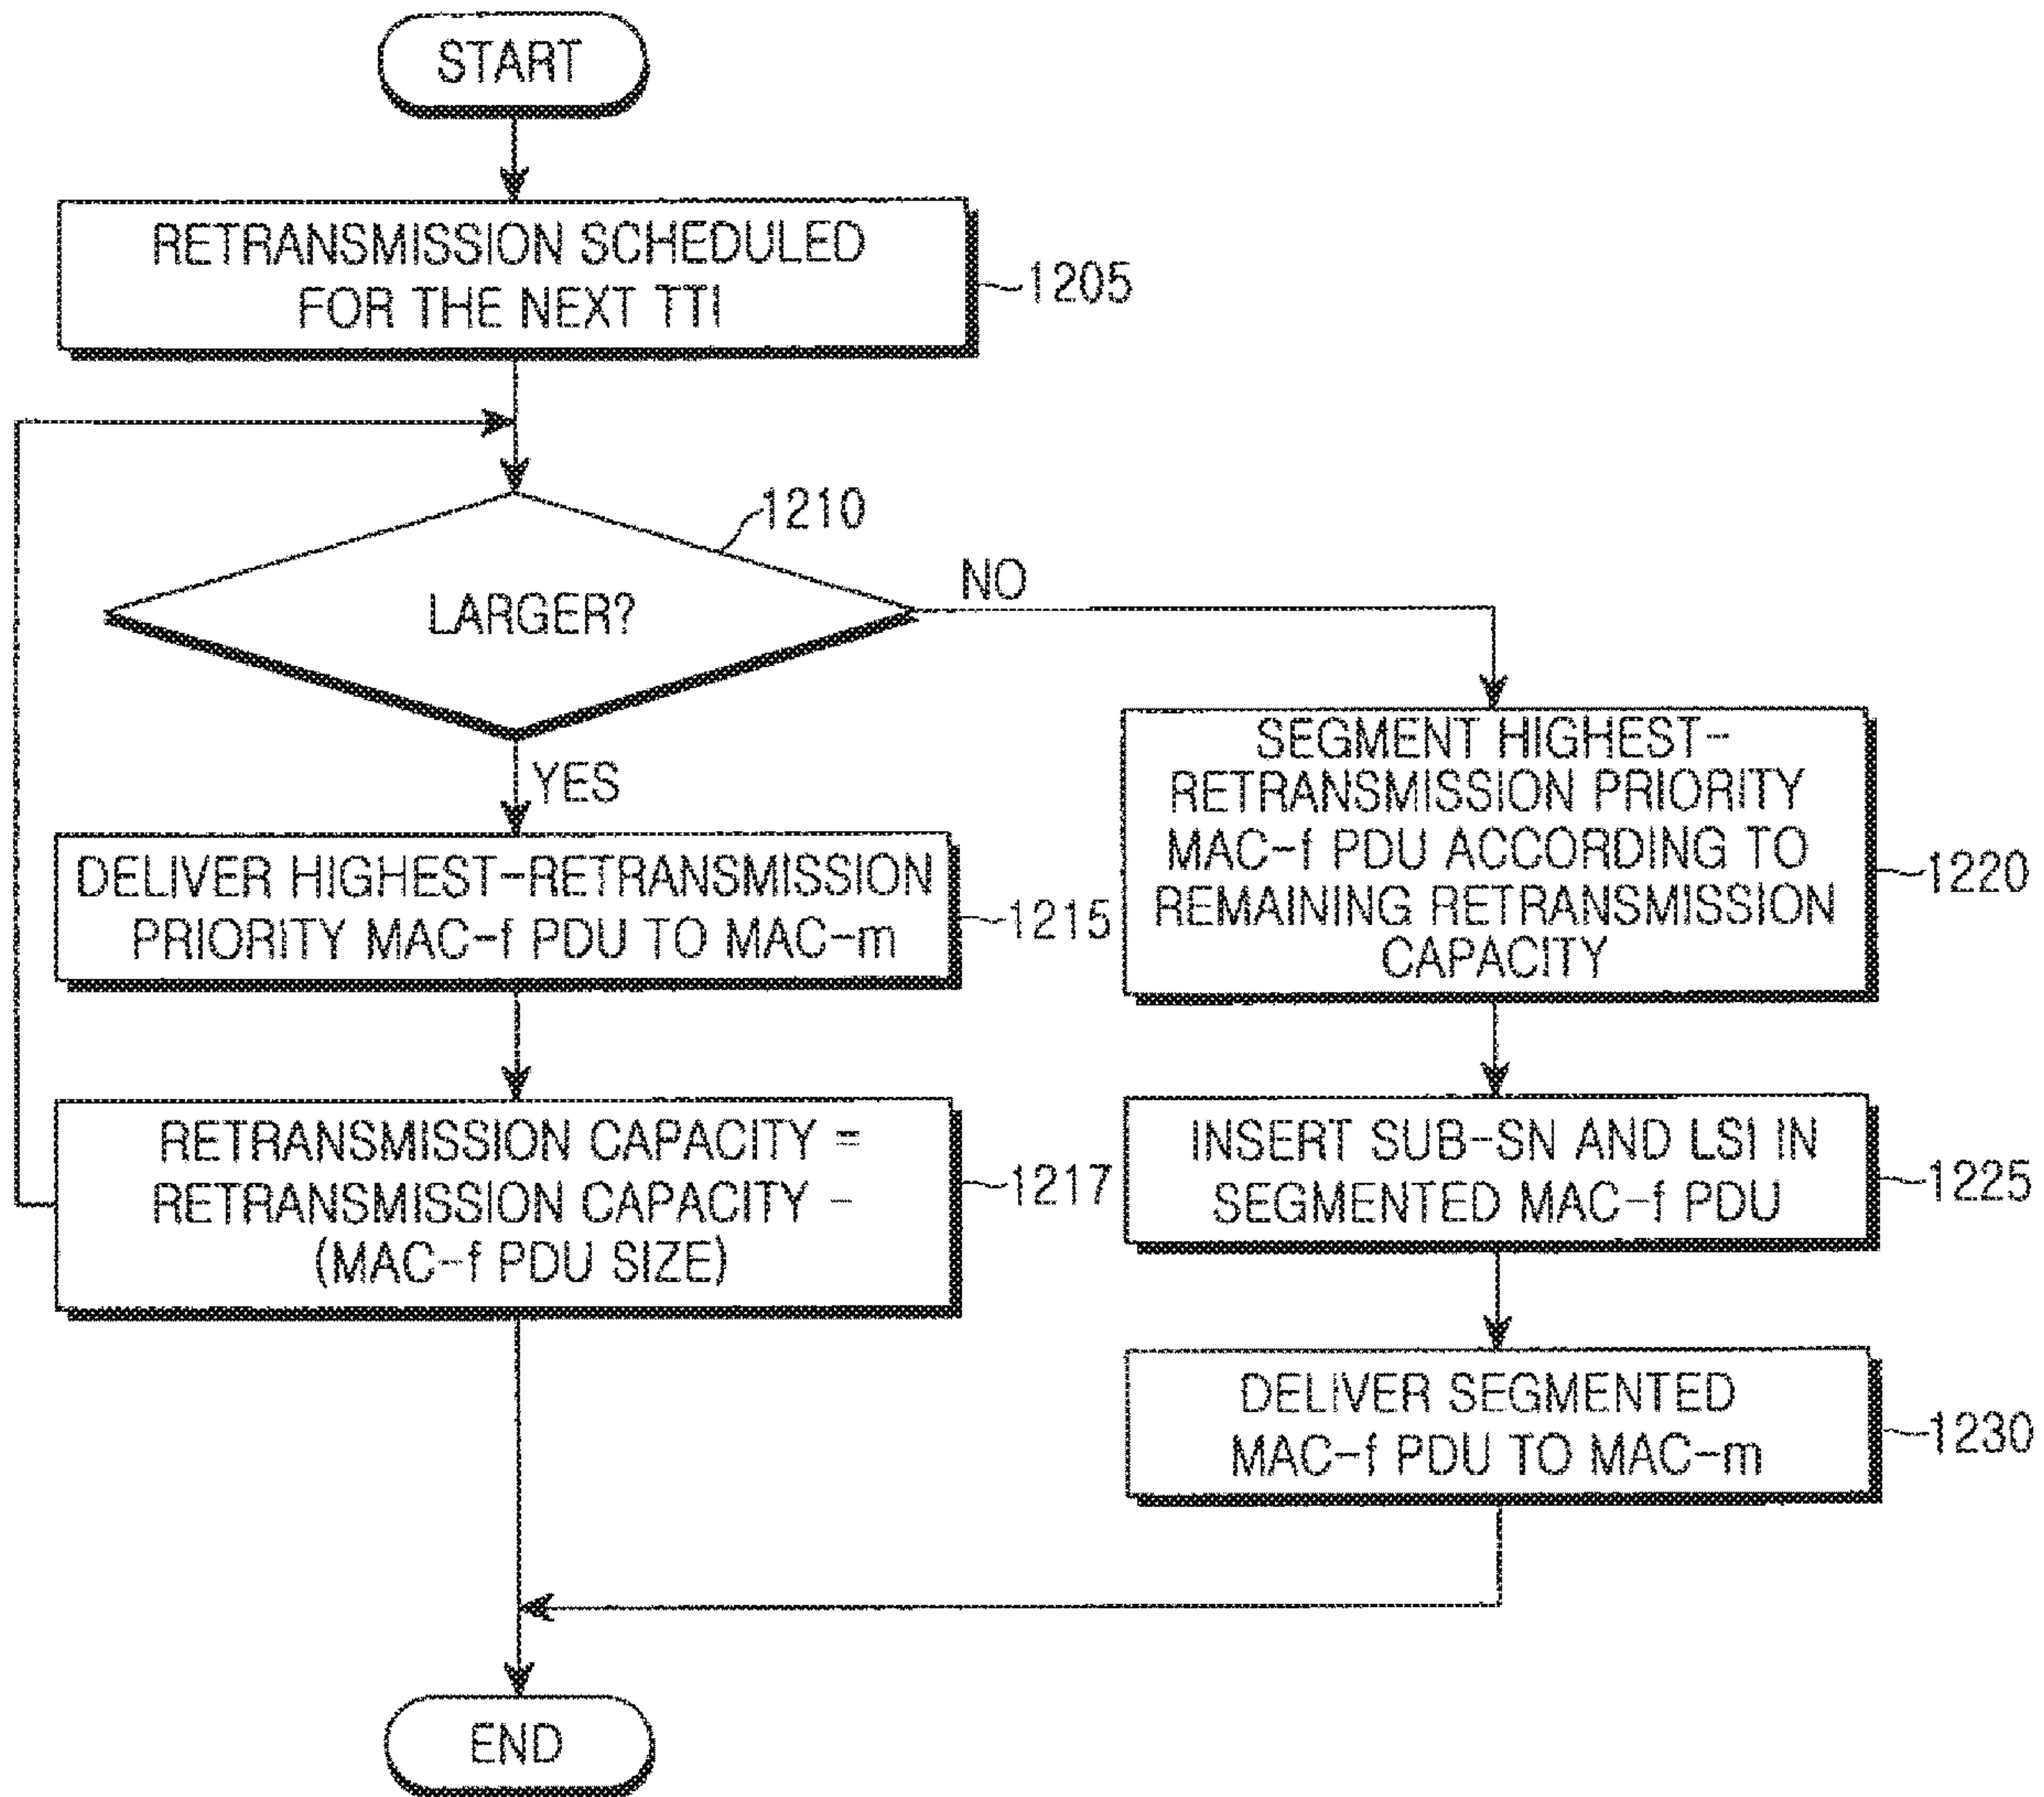 START
RETRANSMISSION SCHEDULED
FOR THE NEXT TTI
1205
1210
LARGER?
NO
YES
DELIVER HIGHEST-RETRANSMISSION
PRIORITY MAC-f PDU TO MAC-m
1215
RETRANSMISSION CAPACITY =
RETRANSMISSION CAPACITY -
(MAC-f PDU SIZE)
1217
SEGMENT HIGHEST-
RETRANSMISSION PRIORITY
MAC-f PDU ACCORDING TO
REMAINING RETRANSMISSION
CAPACITY
1220
INSERT SUB-SN AND LSI IN
SEGMENTED MAC-f PDU
1225
DELIVER SEGMENTED
MAC-f PDU TO MAC-m
1230
END